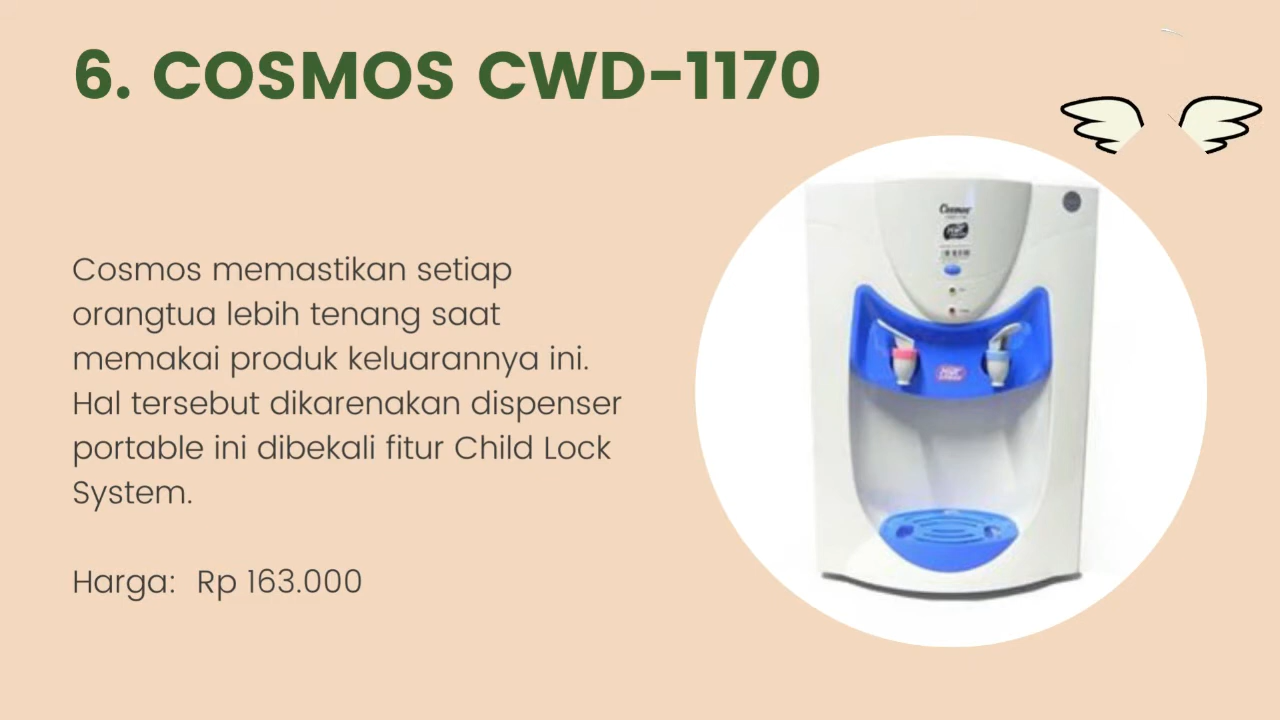 6. COSMOS CWD-1170
Cosmos memastikan setiap
orangtua lebih tenang saat
memakai produk keluarannya ini.
Hal tersebut dikarenakan dispenser
portable ini dibekali fitur Child Lock
System.
Harga: Rp 163.000
Cosmos